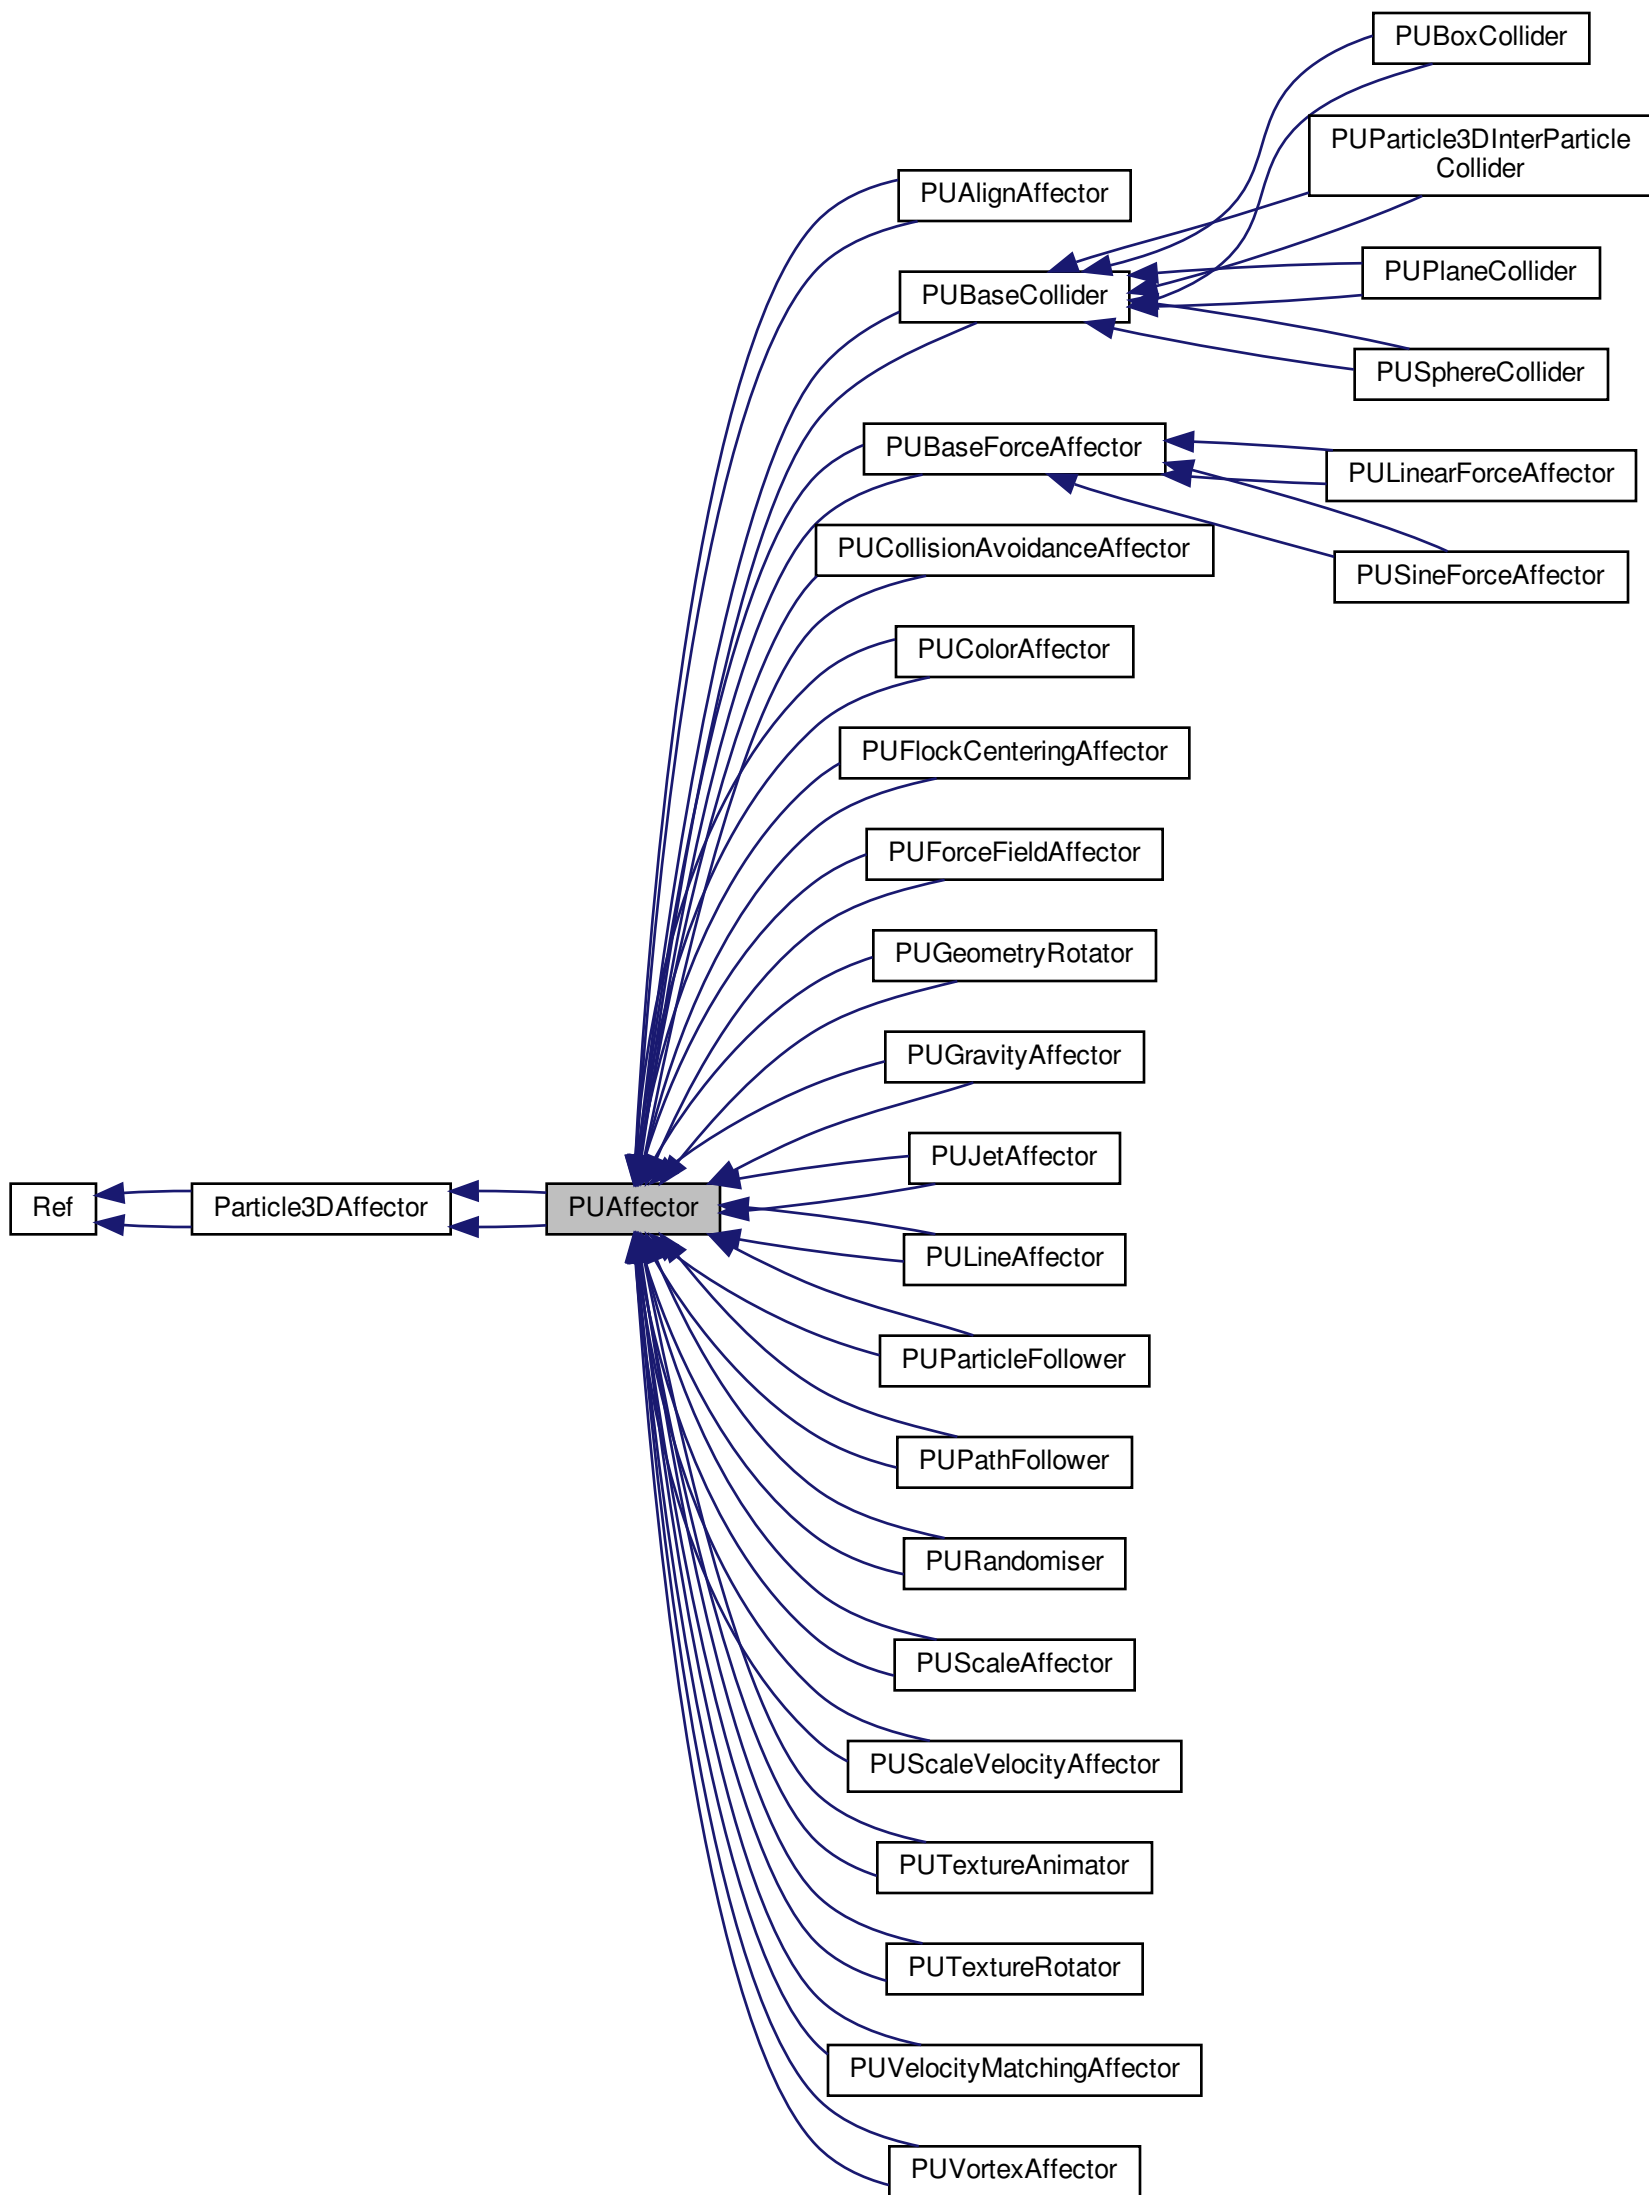 PUBoxCollider
PUParticle3DInterParticle
Collider
PUAlignAffector
PUPlaneCollider
PUBaseCollider
PUSphereCollider
PUBaseForceAffector
PULinearForceAffector
PUCollisionAvoidanceAffector
PUSineForceAffector
PUColorAffector
PUFlockCenteringAffector
PUForceFieldAffector
PUGeometryRotator
PUGravityAffector
PUJetAffector
Ref
Particle3DAffector
PUAffector
PULineAffector
PUParticleFollower
PUPathFollower
PURandomiser
PUScaleAffector
PUScaleVelocityAffector
PUTextureAnimator
PUTextureRotator
PUVelocityMatchingAffector
PUVortexAffector